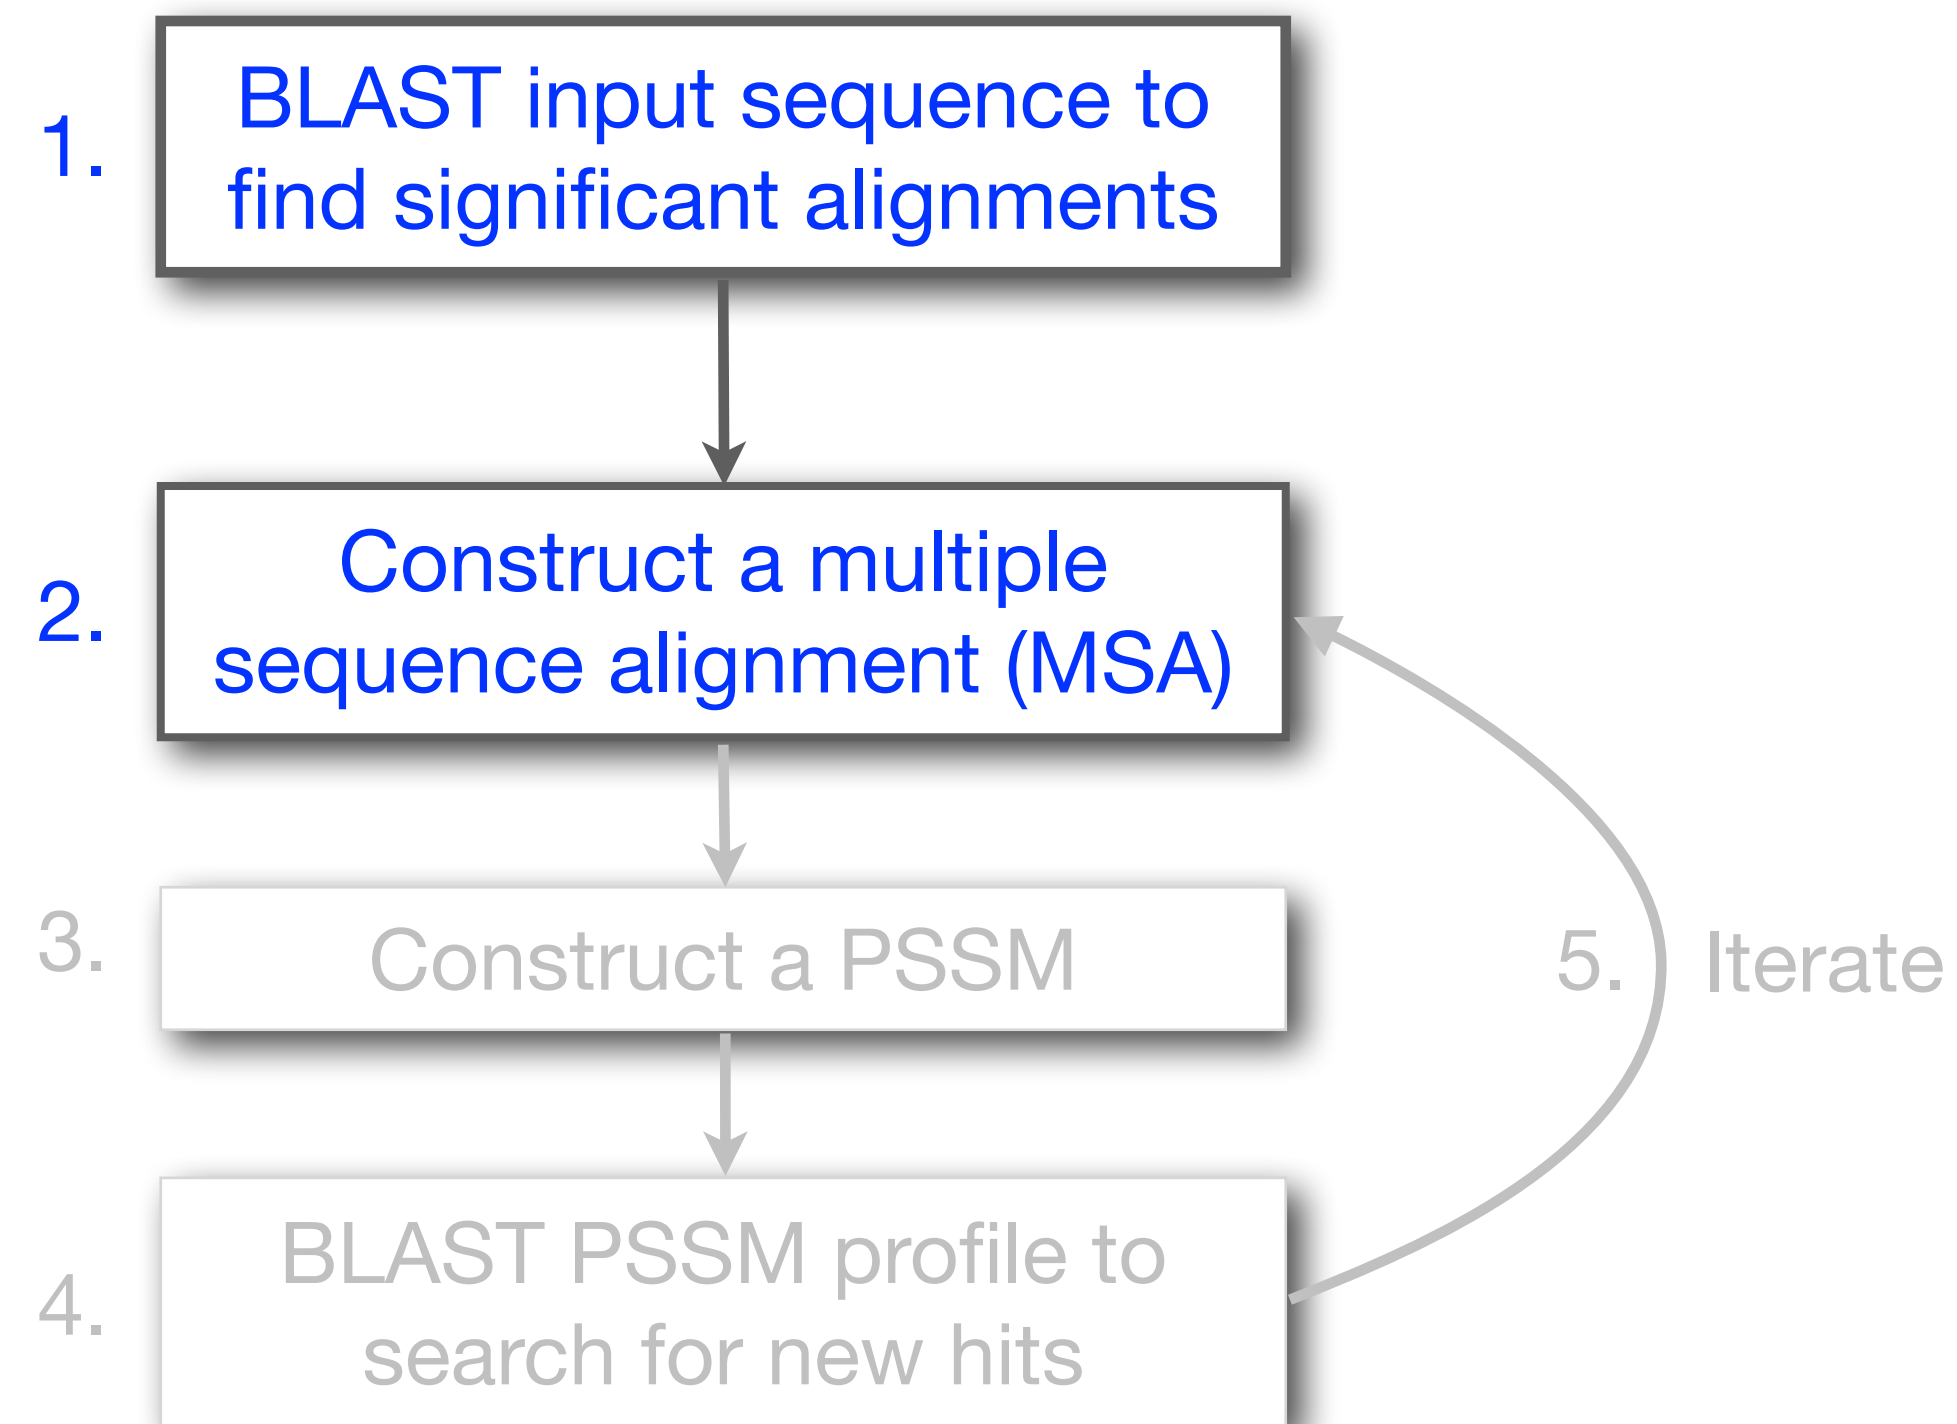 1.
BLAST input sequence to
find significant alignments
2.
Construct a multiple
sequence alignment (MSA)
3.
Construct a PSSM
5. Iterate
4.
BLAST PSSM profile to
search for new hits